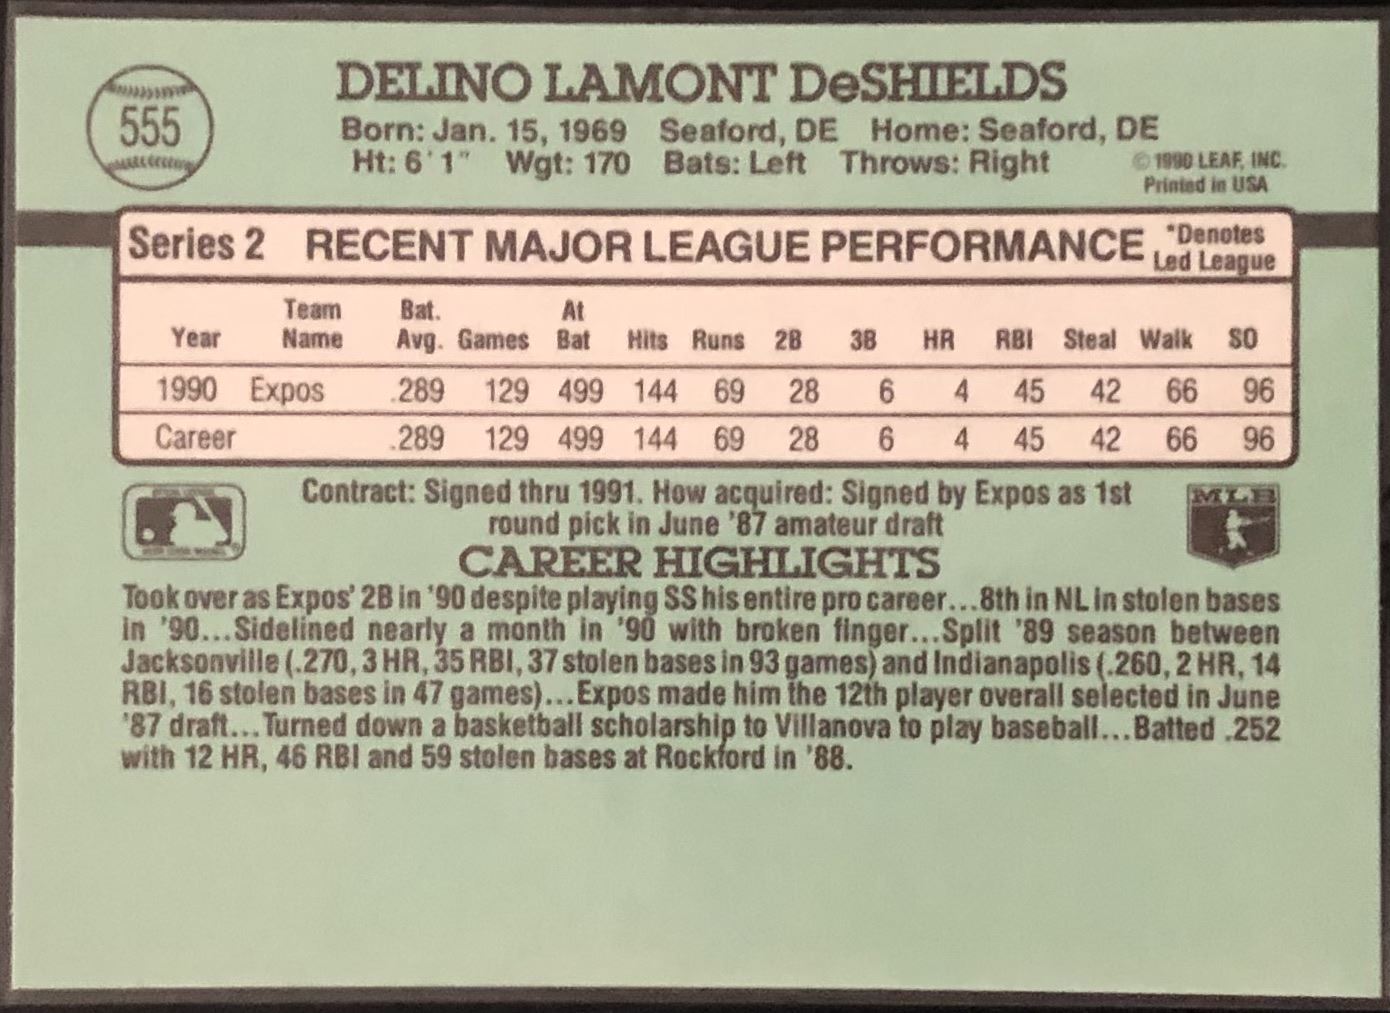 555
DELINO LAMONT DeSHIELDS
Born: Jan. 15, 1969 Seaford, DE Home: Seaford, DE
Ht: 6'1" Wgt: 170 Bats: Left Throws: Right
© 1990 LEAF, INC.
Printed in USA
Series 2 RECENT MAJOR LEAGUE PERFORMANCE *Denotes Led League
Year Team Name Bat. Avg. Games At Bat Hits Runs 2B 3B HR RBI Steal Walk SO
1990 Expos .289 129 499 144 69 28 6 4 45 42 66 96
Career .289 129 499 144 69 28 6 4 45 42 66 96
Contract: Signed thru 1991. How acquired: Signed by Expos as 1st
round pick in June '87 amateur draft
MLB
CAREER HIGHLIGHTS
Took over as Expos' 2B in '90 despite playing SS his entire pro career...8th in NL in stolen bases
in '90...Sidelined nearly a month in '90 with broken finger...Split '89 season between
Jacksonville (.270, 3 HR, 35 RBI, 37 stolen bases in 93 games) and Indianapolis (.260, 2 HR, 14
RBI, 16 stolen bases in 47 games)...Expos made him the 12th player overall selected in June
'87 draft...Turned down a basketball scholarship to Villanova to play baseball...Batted .252
with 12 HR, 46 RBI and 59 stolen bases at Rockford in '88.